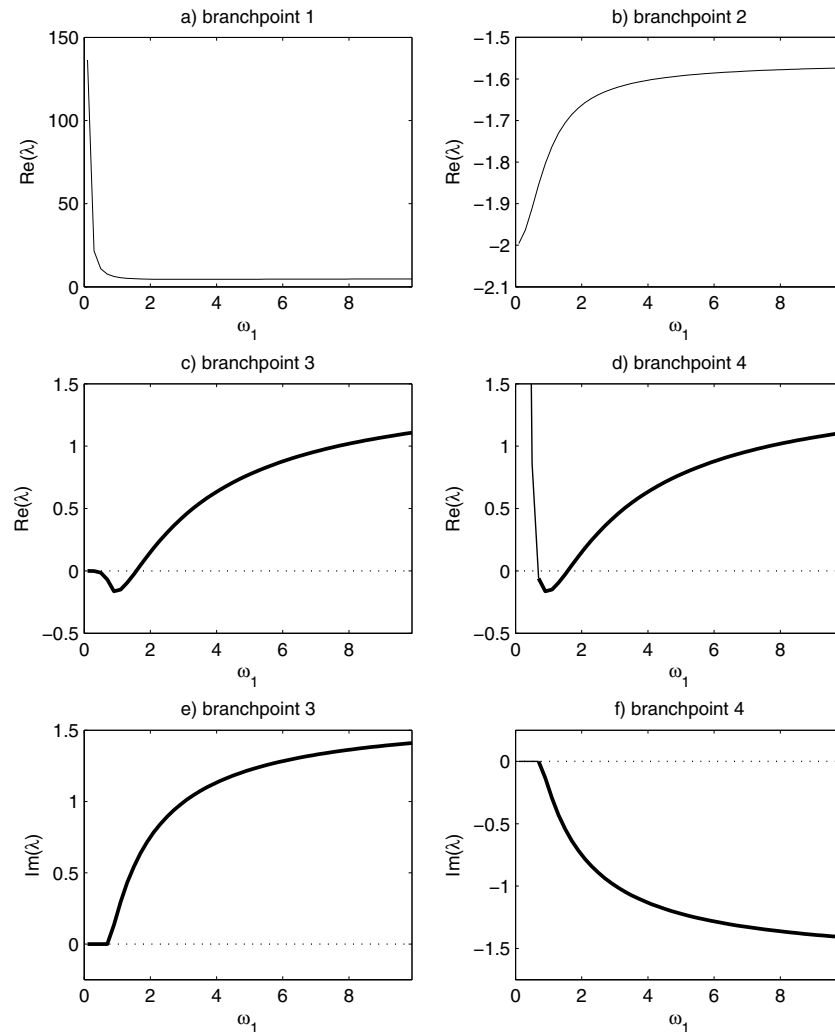 a) branchpoint 1
150
100
50
0
Re(λ)
0 2 4 6 8
ω1
b) branchpoint 2
−1.5
−1.6
−1.7
−1.8
−1.9
−2
−2.1
Re(λ)
0 2 4 6 8
ω1
c) branchpoint 3
1.5
1
0.5
0
−0.5
Re(λ)
0 2 4 6 8
ω1
d) branchpoint 4
1.5
1
0.5
0
−0.5
Re(λ)
0 2 4 6 8
ω1
e) branchpoint 3
1.5
1
0.5
0
Im(λ)
0 2 4 6 8
ω1
f) branchpoint 4
0
−0.5
−1
−1.5
Im(λ)
0 2 4 6 8
ω1